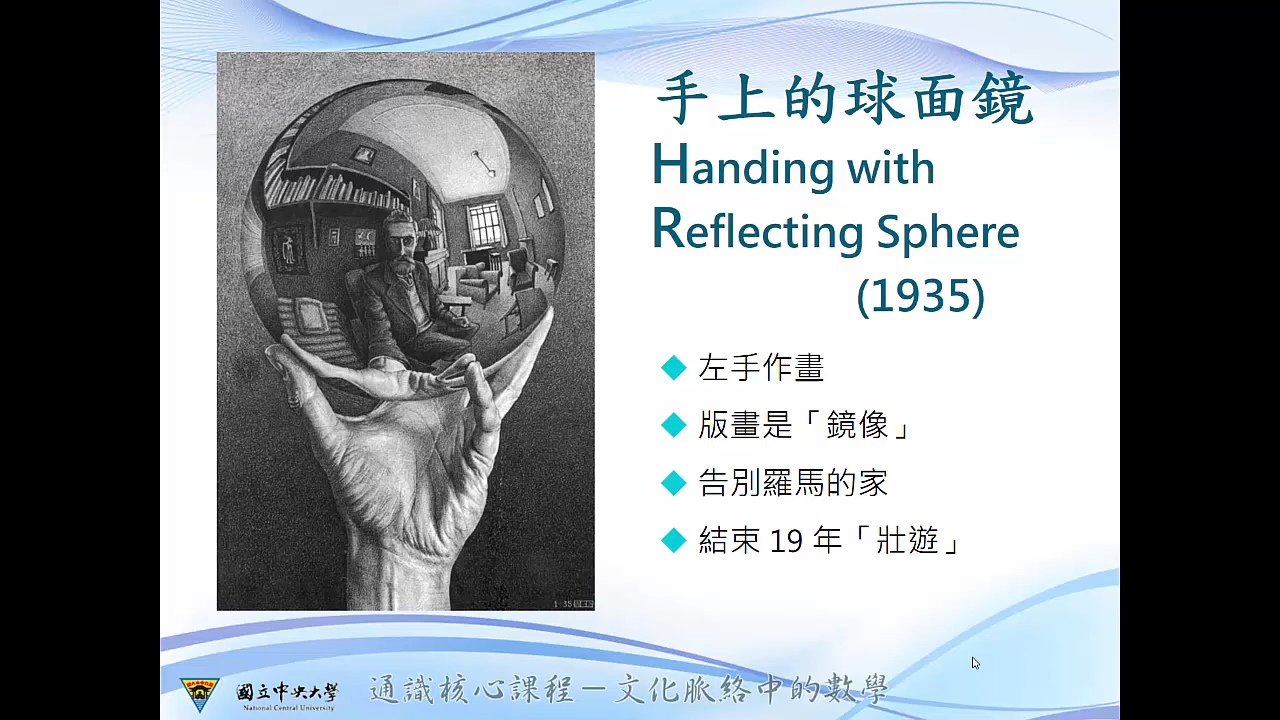 手上的球面鏡
Handing with
Reflecting Sphere
(1935)
左手作畫
版畫是「鏡像」
告別羅馬的家
結束 19 年「壯遊」
國立中央大學
National Central University
通識核心課程－文化脈絡中的數學